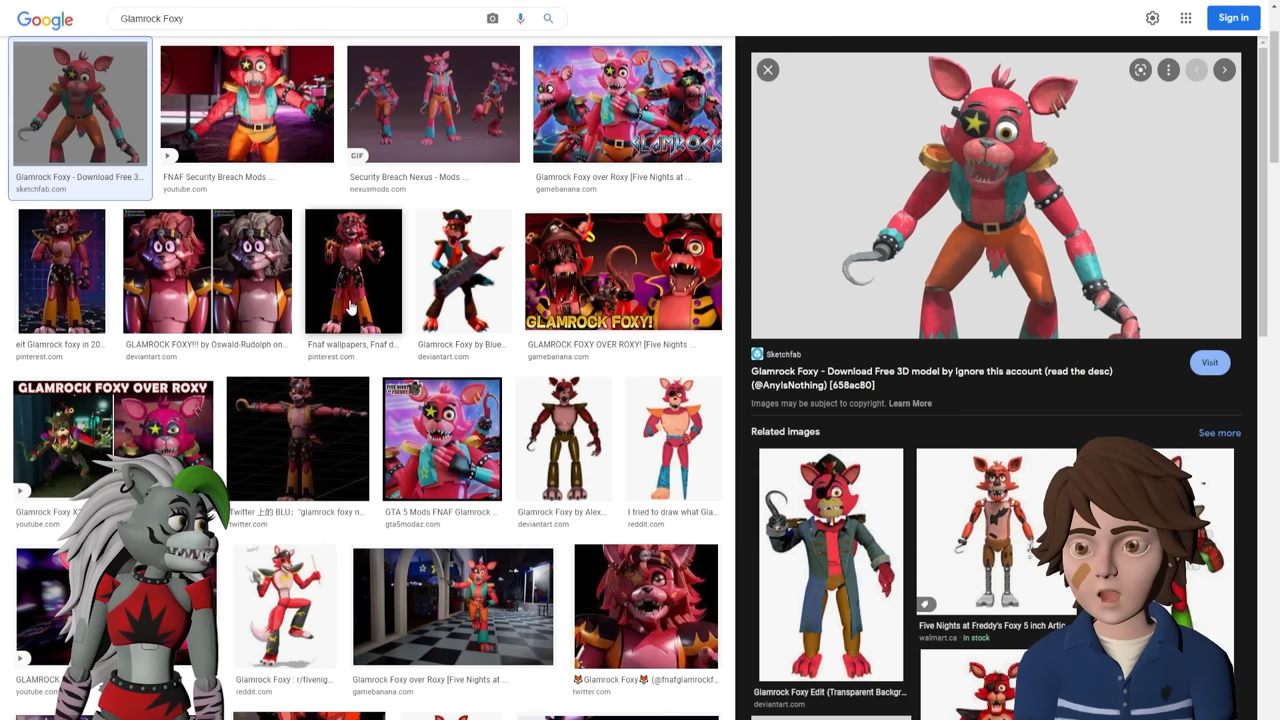 Google
Glamrock Foxy
Sign in
Glamrock Foxy - Download Free 3...
sketchfab.com
FNAF Security Breach Mods ...
youtube.com
GIF
Security Breach Nexus - Mods ...
nexusmods.com
GLAMROCK
Glamrock Foxy over Roxy [Five Nights at ...
gamebanana.com
eit Glamrock foxy in 20...
pinterest.com
GLAMROCK FOXY!!! by Oswald-Rudolph on...
deviantart.com
Fnaf wallpapers, Fnaf d...
pinterest.com
Glamrock Foxy by Blue...
deviantart.com
GLAMROCK FOXY!
GLAMROCK FOXY OVER ROXY! [Five Nights ...
gamebanana.com
GLAMROCK FOXY OVER ROXY
Glamrock Foxy X
youtube.com
Twitter 上的 BLU: "glamrock foxy n...
twitter.com
GTA 5 Mods FNAF Glamrock ...
gta5modaz.com
Glamrock Foxy by Alex...
deviantart.com
I tried to draw what Gla...
reddit.com
GLAMROCK
youtube.com
Glamrock Foxy : r/fivenig...
reddit.com
Glamrock Foxy over Roxy [Five Nights at ...
gamebanana.com
🦊Glamrock Foxy🦊 (@fnafglamrockf...
twitter.com
Sketchfab
Glamrock Foxy - Download Free 3D model by Ignore this account (read the desc)
(@AnyIsNothing) [658ac80]
Visit
Images may be subject to copyright. Learn More
Related images
See more
Glamrock Foxy Edit {Transparent Backgr...
deviantart.com
Five Nights at Freddy's Foxy 5 inch Artic
walmart.ca · In stock